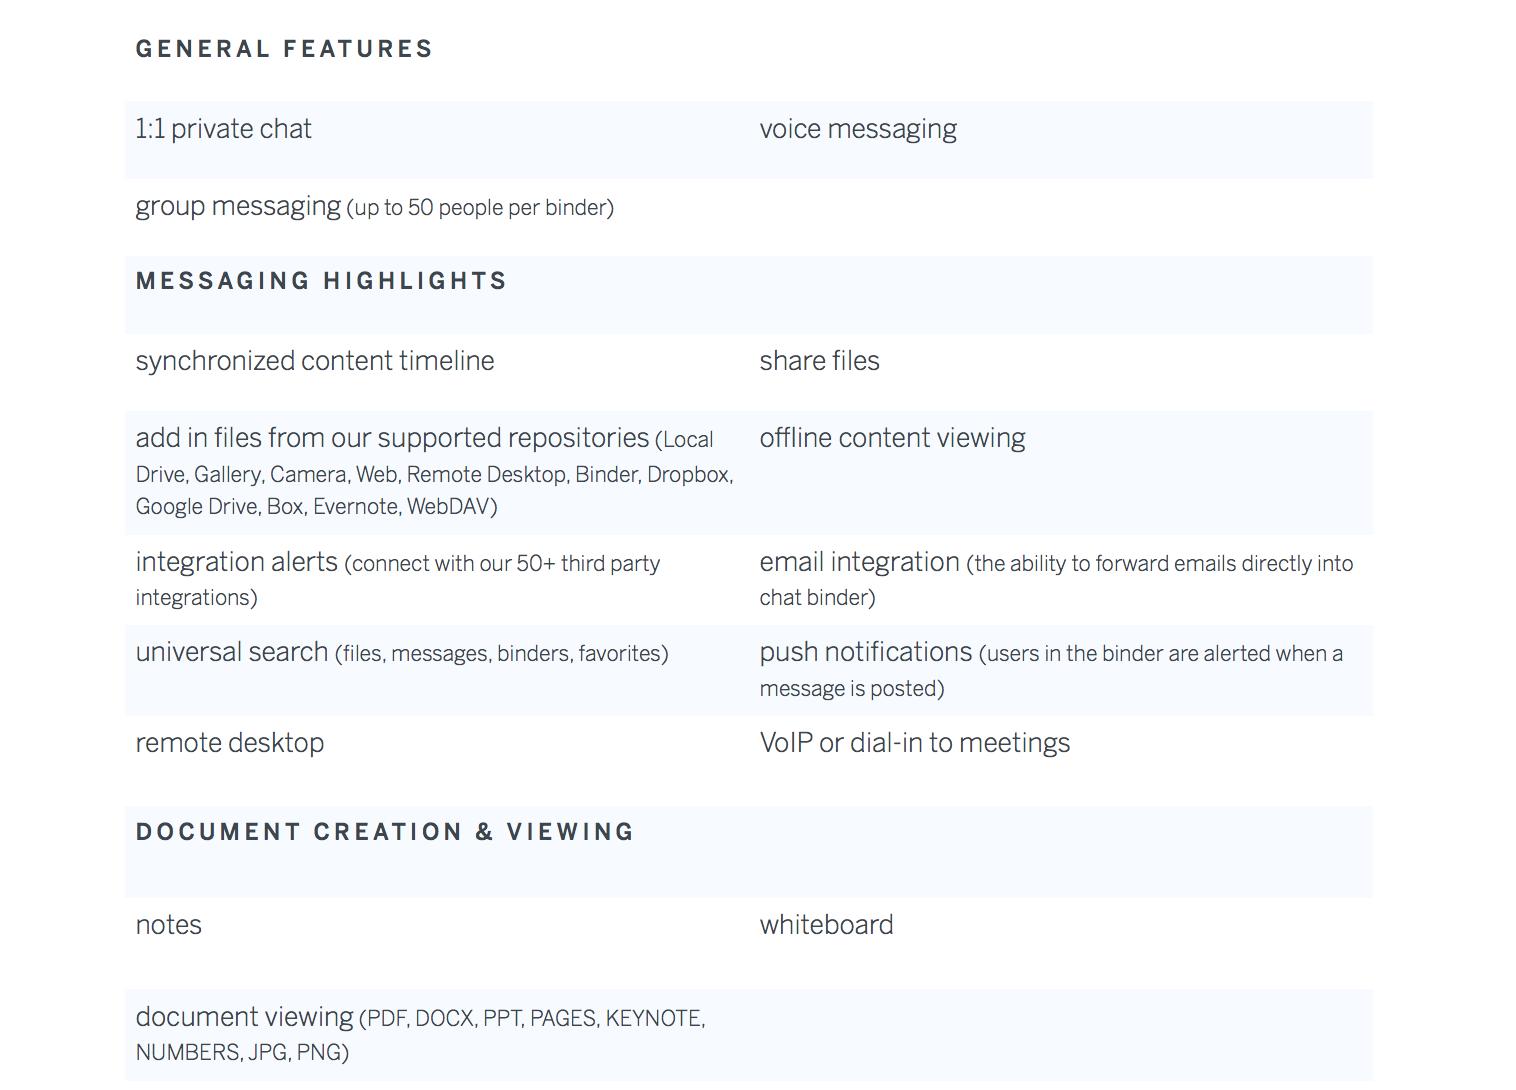 GENERAL FEATURES
1:1 private chat
voice messaging
group messaging (up to 50 people per binder)
MESSAGING HIGHLIGHTS
synchronized content timeline
share files
add in files from our supported repositories (Local
Drive, Gallery, Camera, Web, Remote Desktop, Binder, Dropbox,
Google Drive, Box, Evernote, WebDAV)
offline content viewing
integration alerts (connect with our 50+ third party
integrations)
email integration (the ability to forward emails directly into
chat binder)
universal search (files, messages, binders, favorites)
push notifications (users in the binder are alerted when a
message is posted)
remote desktop
VoIP or dial-in to meetings
DOCUMENT CREATION & VIEWING
notes
whiteboard
document viewing (PDF, DOCX, PPT, PAGES, KEYNOTE,
NUMBERS, JPG, PNG)